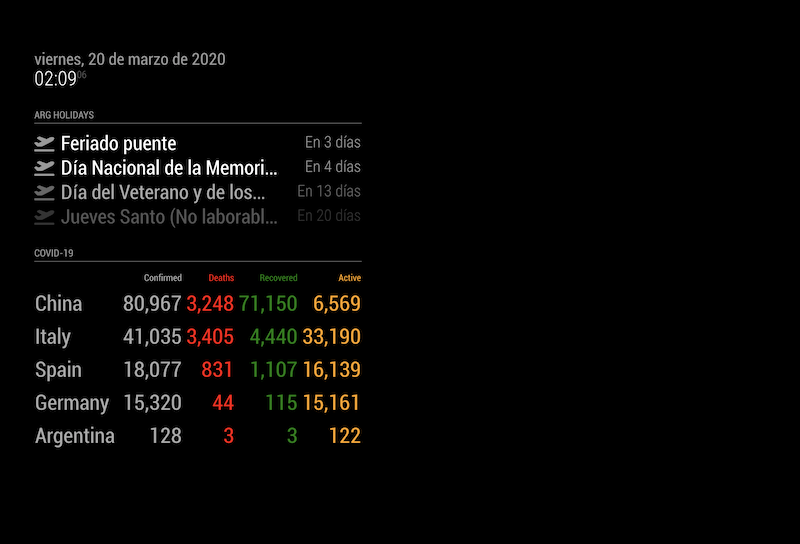 viernes, 20 de marzo de 2020
02:09 06
ARG HOLIDAYS
Feriado puente En 3 días
Día Nacional de la Memori... En 4 días
Día del Veterano y de los... En 13 días
Jueves Santo (No laborabl... En 20 días
COVID-19
Confirmed Deaths Recovered Active
China 80,967 3,248 71,150 6,569
Italy 41,035 3,405 4,440 33,190
Spain 18,077 831 1,107 16,139
Germany 15,320 44 115 15,161
Argentina 128 3 3 122